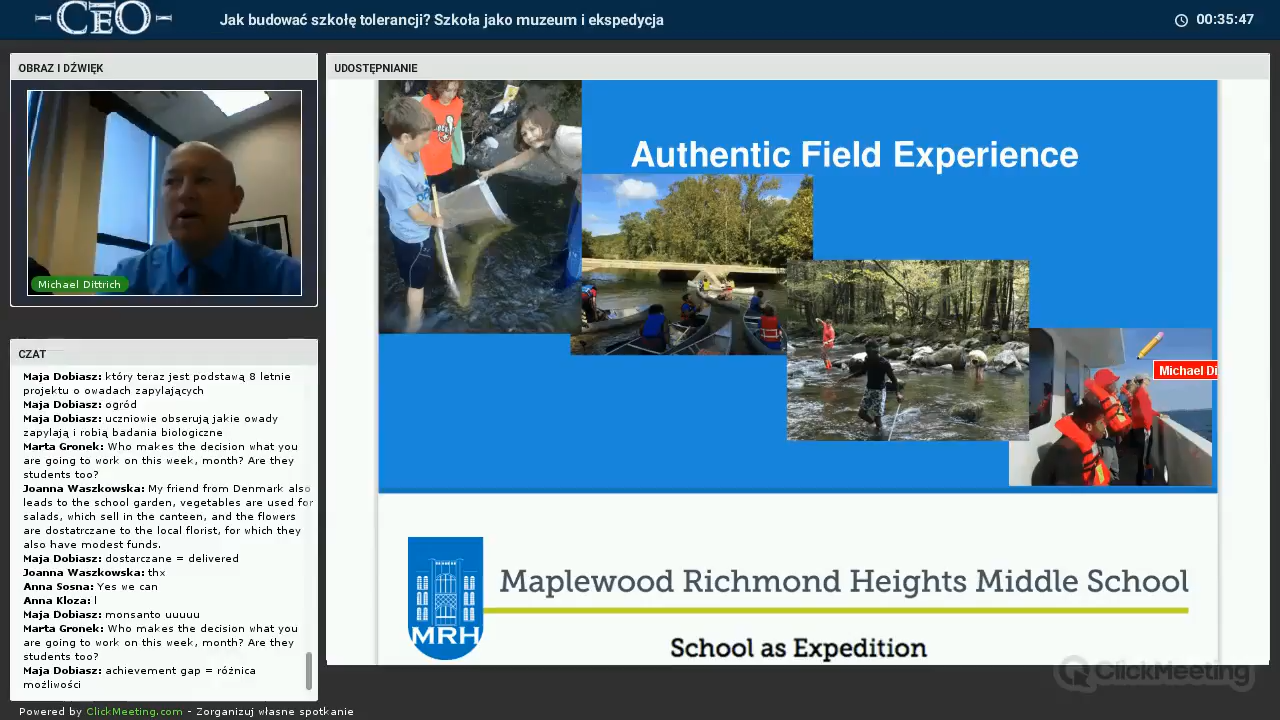 CEO
Jak budować szkołę tolerancji? Szkoła jako muzeum i ekspedycja
00:35:47
OBRAZ I DŹWIĘK
Michael Dittrich
CZAT
Maja Dobiasz: który teraz jest podstawą 8 letnie
projektu o owadach zapylających
Maja Dobiasz: ogród
Maja Dobiasz: uczniowie obserują jakie owady
zapylają i robią badania biologiczne
Marta Gronek: Who makes the decision what you
are going to work on this week, month? Are they
students too?
Joanna Waszkowska: My friend from Denmark also
leads to the school garden, vegetables are used for
salads, which sell in the canteen, and the flowers
are dostatrczane to the local florist, for which they
also have modest funds.
Maja Dobiasz: dostarczane = delivered
Joanna Waszkowska: thx
Anna Sosna: Yes we can
Anna Kloza: I
Maja Dobiasz: monsanto uuuuu
Marta Gronek: Who makes the decision what you
are going to work on this week, month? Are they
students too?
Maja Dobiasz: achievement gap = różnica
możliwości
UDOSTĘPNIANIE
Authentic Field Experience
Michael Di
MRH
Maplewood Richmond Heights Middle School
School as Expedition
ClickMeeting
Powered by ClickMeeting.com - Zorganizuj własne spotkanie